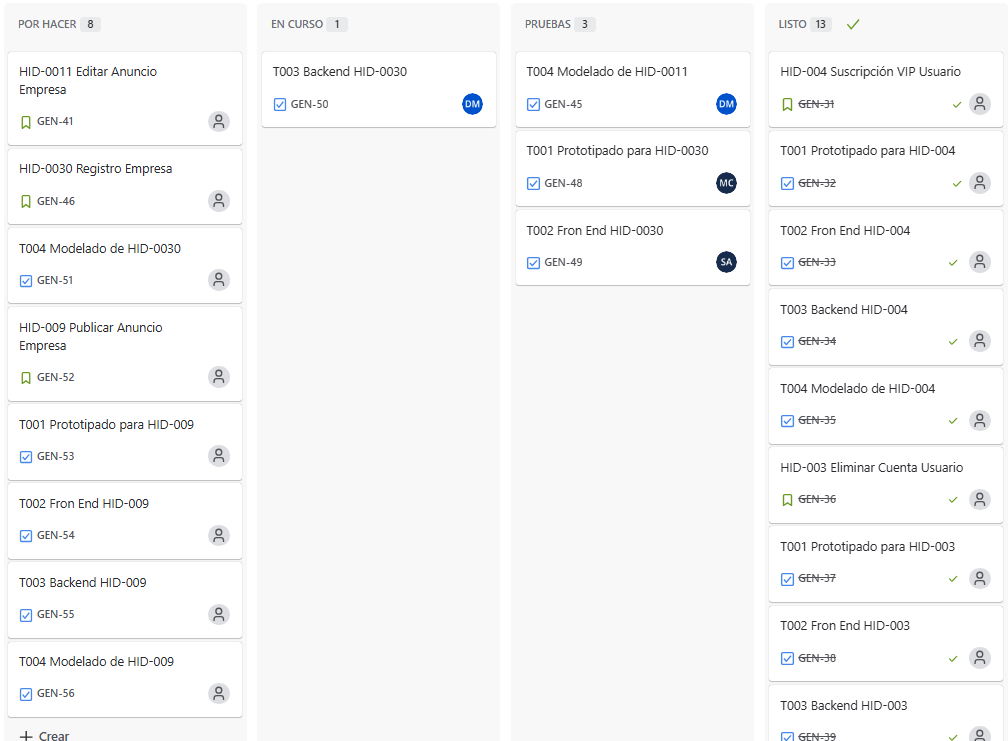 POR HACER 8
HID-0011 Editar Anuncio
Empresa
GEN-41
HID-0030 Registro Empresa
GEN-46
T004 Modelado de HID-0030
GEN-51
HID-009 Publicar Anuncio
Empresa
GEN-52
T001 Prototipado para HID-009
GEN-53
T002 Fron End HID-009
GEN-54
T003 Backend HID-009
GEN-55
T004 Modelado de HID-009
GEN-56
Crear
EN CURSO 1
T003 Backend HID-0030
GEN-50 DM
PRUEBAS 3
T004 Modelado de HID-0011
GEN-45 DM
T001 Prototipado para HID-0030
GEN-48 MC
T002 Fron End HID-0030
GEN-49 SA
LISTO 13
HID-004 Suscripción VIP Usuario
GEN-31
T001 Prototipado para HID-004
GEN-32
T002 Fron End HID-004
GEN-33
T003 Backend HID-004
GEN-34
T004 Modelado de HID-004
GEN-35
HID-003 Eliminar Cuenta Usuario
GEN-36
T001 Prototipado para HID-003
GEN-37
T002 Fron End HID-003
GEN-38
T003 Backend HID-003
GEN-39